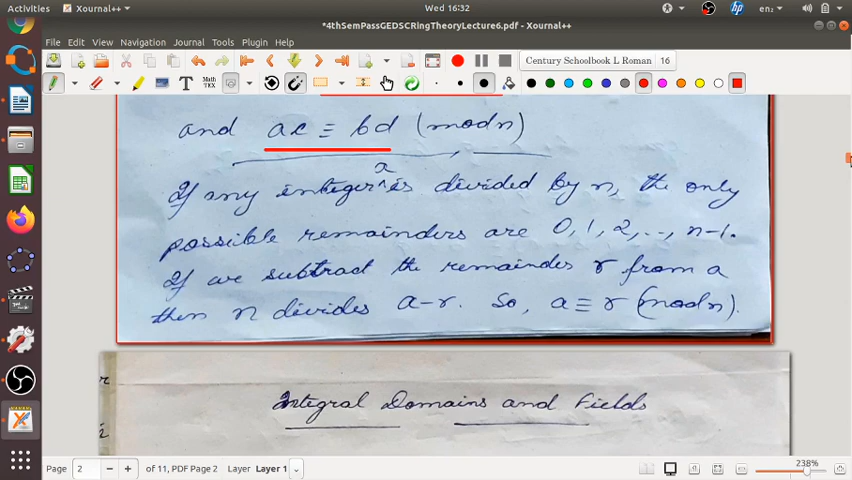 Activities
Xournal++
Wed 16:32
en₂
*4thSemPassGEDSCRingTheoryLecture6.pdf - Xournal++
File Edit View Navigation Journal Tools Plugin Help
Math TEX
Century Schoolbook L Roman 16
and ac ≡ bd (mod n)
a
If any integer ^ is divided by n, the only
possible remainders are 0, 1, 2, ..., n-1.
If we subtract the remainder r from a
then n divides a-r. So, a ≡ r (mod n).
Integral Domains and Fields
Page 2 of 11, PDF Page 2 Layer Layer 1
238%